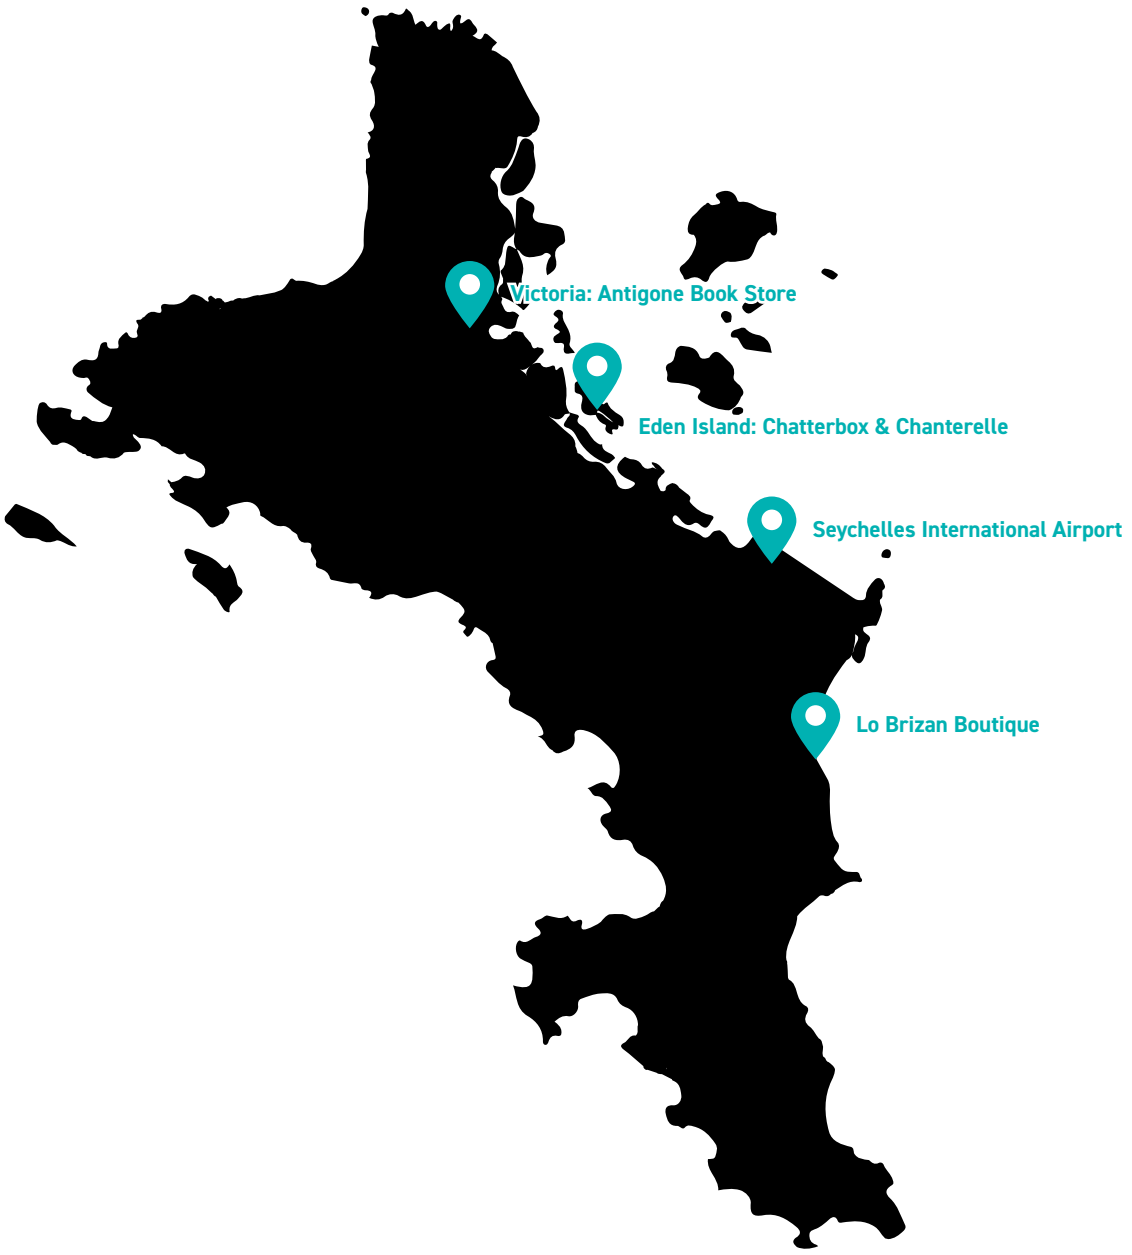 Victoria: Antigone Book Store
Eden Island: Chatterbox & Chanterelle
Seychelles International Airport
Lo Brizan Boutique